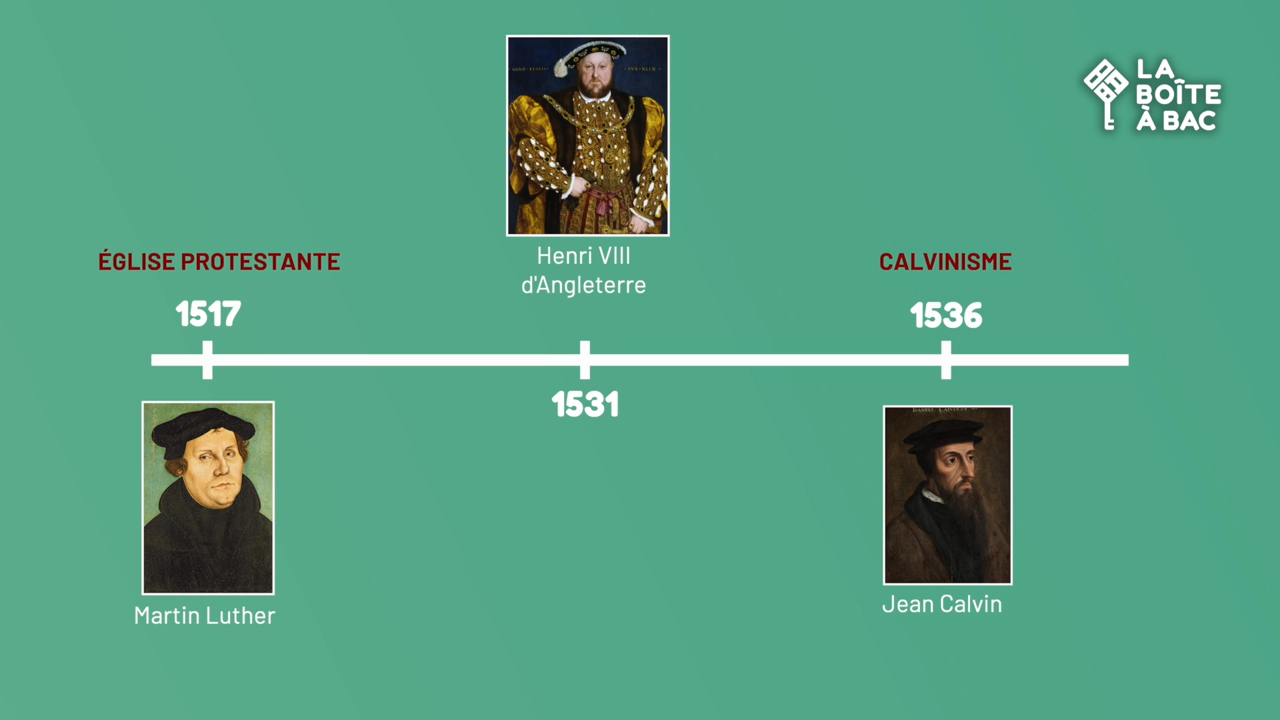 LA
BOÎTE
À BAC
Henri VIII
d'Angleterre
ÉGLISE PROTESTANTE
1517
CALVINISME
1536
1531
Martin Luther
Jean Calvin